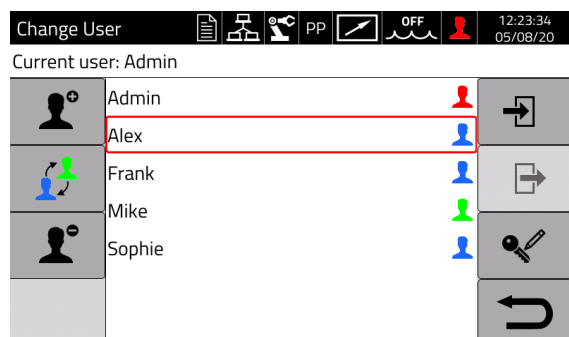 Change User PP OFF 12:23:34
05/08/20
Current user: Admin
Admin
Alex
Frank
Mike
Sophie